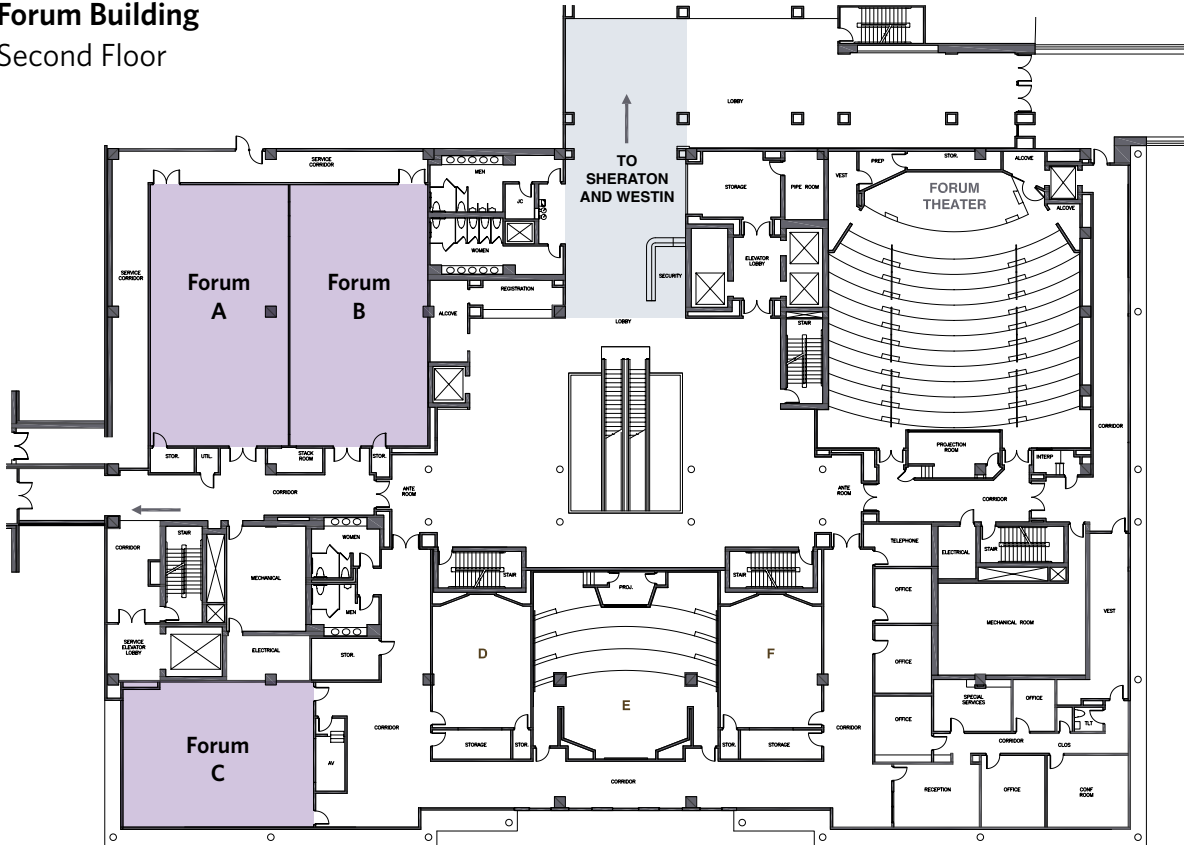 Forum Building
Second Floor
LOBBY
TO
SHERATON
AND WESTIN
SERVICE
CORRIDOR
MEN
JC
WOMEN
STORAGE
PIPE ROOM
VEST
PREP
STOR.
ALCOVE
FORUM
THEATER
ALCOVE
SERVICE
CORRIDOR
Forum
A
Forum
B
REGISTRATION
ALCOVE
SECURITY
ELEVATOR
LOBBY
LOBBY
STAIR
CORRIDOR
STOR.
UTIL.
STACK
ROOM
STOR.
PROJECTION
ROOM
INTERP
CORRIDOR
ANTE
ROOM
ANTE
ROOM
CORRIDOR
CORRIDOR
STAIR
MECHANICAL
WOMEN
MEN
STAIR
PROJ.
STAIR
TELEPHONE
ELECTRICAL
STAIR
OFFICE
MECHANICAL ROOM
VEST
SERVICE
ELEVATOR
LOBBY
ELECTRICAL
STOR.
D
F
E
OFFICE
SPECIAL
SERVICES
OFFICE
OFFICE
TLT
Forum
C
AV
CORRIDOR
STORAGE
STOR.
STOR.
STORAGE
CORRIDOR
CORRIDOR
CLOS
CORRIDOR
RECEPTION
OFFICE
CONF
ROOM